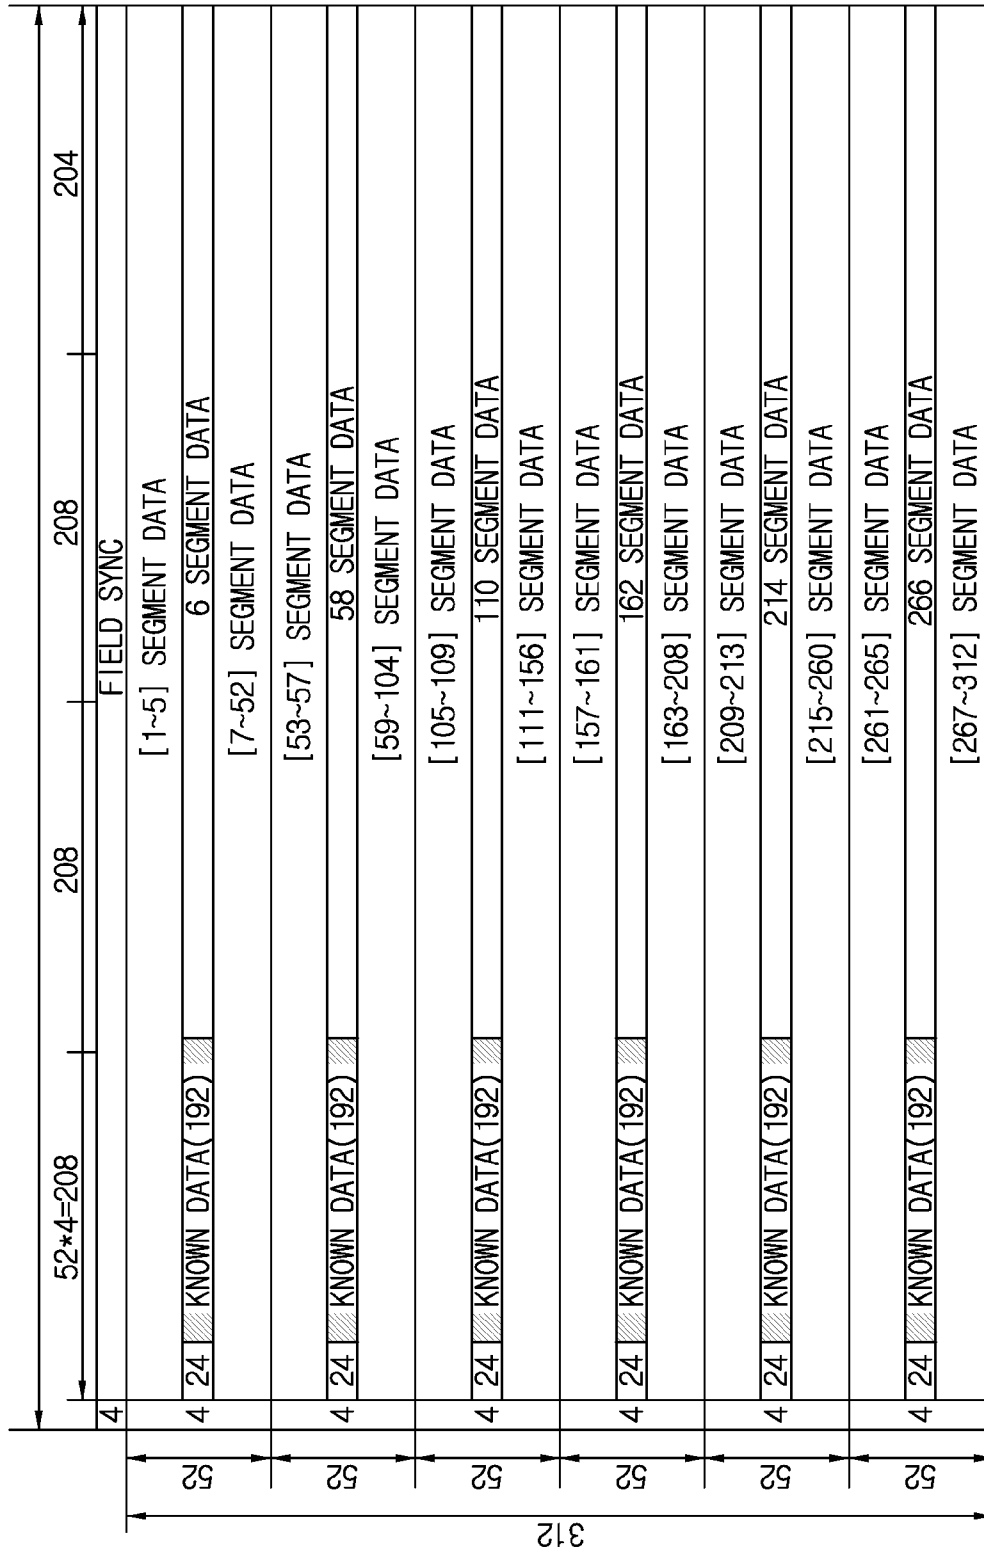 52*4=208 208 208 204
4 FIELD SYNC
[1~5] SEGMENT DATA
52 4 24 KNOWN DATA(192) 6 SEGMENT DATA
[7~52] SEGMENT DATA
[53~57] SEGMENT DATA
52 4 24 KNOWN DATA(192) 58 SEGMENT DATA
[59~104] SEGMENT DATA
[105~109] SEGMENT DATA
52 4 24 KNOWN DATA(192) 110 SEGMENT DATA
[111~156] SEGMENT DATA
312
[157~161] SEGMENT DATA
52 4 24 KNOWN DATA(192) 162 SEGMENT DATA
[163~208] SEGMENT DATA
[209~213] SEGMENT DATA
52 4 24 KNOWN DATA(192) 214 SEGMENT DATA
[215~260] SEGMENT DATA
[261~265] SEGMENT DATA
52 4 24 KNOWN DATA(192) 266 SEGMENT DATA
[267~312] SEGMENT DATA